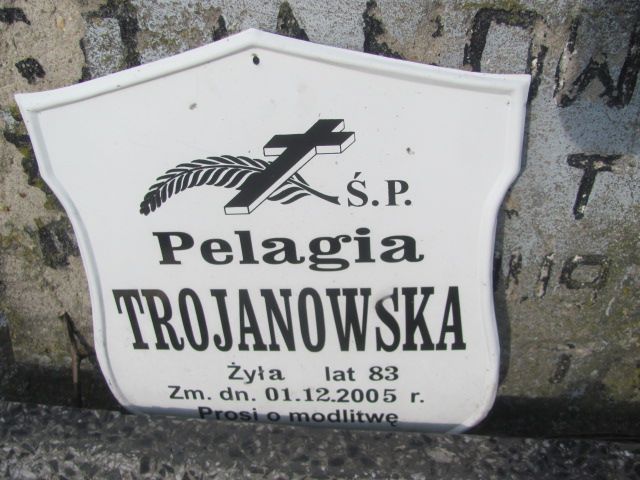 Ś.P.
Pelagia
TROJANOWSKA
Żyła lat 83
Zm. dn. 01.12.2005 r.
Prosi o modlitwę